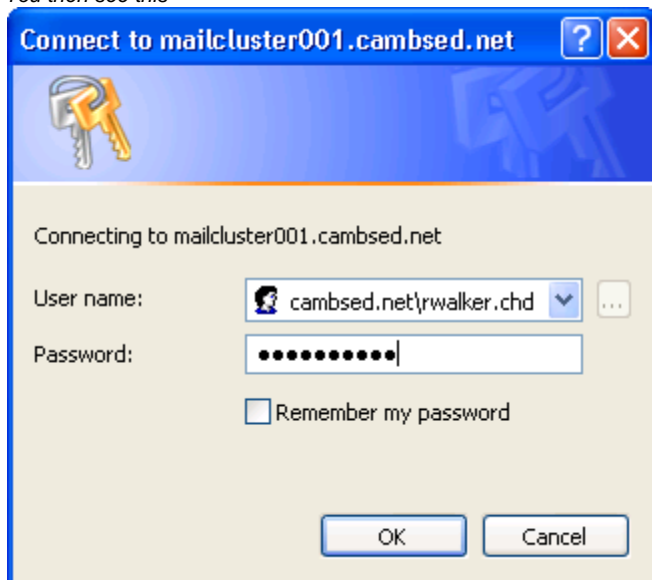 You then see this
Connect to mailcluster001.cambsed.net
Connecting to mailcluster001.cambsed.net
User name: cambsed.net\rwalker.chd ...
Password: ●●●●●●●●●●
Remember my password
OK Cancel